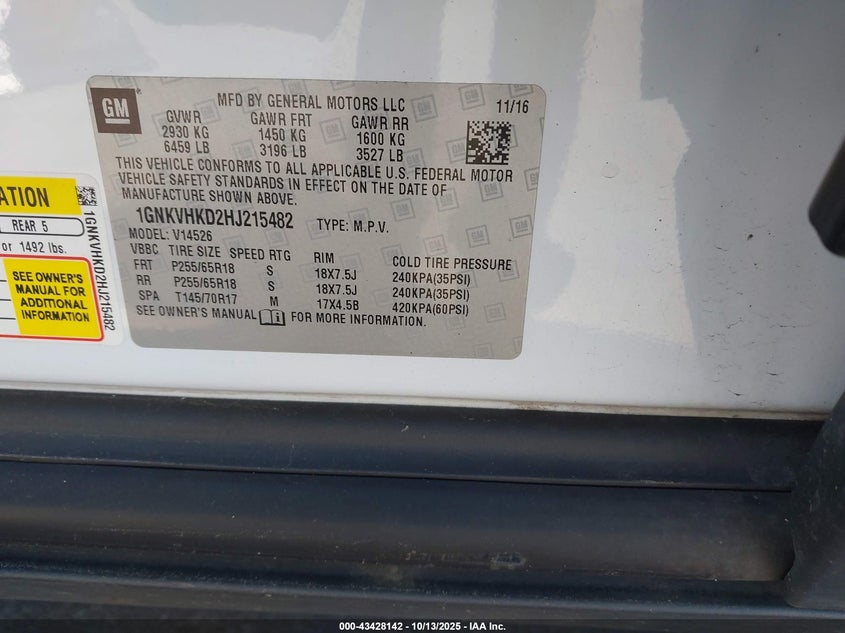 GM
MFD BY GENERAL MOTORS LLC 11/16
GVWR GAWR FRT GAWR RR
2930 KG 1450 KG 1600 KG
6459 LB 3196 LB 3527 LB
THIS VEHICLE CONFORMS TO ALL APPLICABLE U.S. FEDERAL MOTOR
VEHICLE SAFETY STANDARDS IN EFFECT ON THE DATE OF
MANUFACTURE SHOWN ABOVE.
1GNKVHKD2HJ215482 TYPE: M.P.V.
MODEL: V14526
VBBC TIRE SIZE SPEED RTG RIM COLD TIRE PRESSURE
FRT P255/65R18 S 18X7.5J 240KPA(35PSI)
RR P255/65R18 S 18X7.5J 240KPA(35PSI)
SPA T145/70R17 M 17X4.5B 420KPA(60PSI)
SEE OWNER'S MANUAL FOR MORE INFORMATION.
ATION
REAR 5
or 1492 lbs.
SEE OWNER'S
MANUAL FOR
ADDITIONAL
INFORMATION
1GNKVHKD2HJ215482
000-43428142 - 10/13/2025 - IAA Inc.